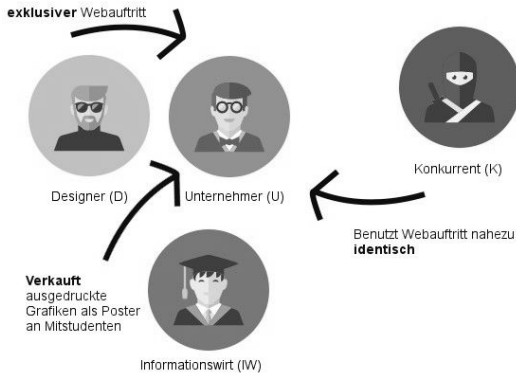 exklusiver Webauftritt
Designer (D)
Unternehmer (U)
Konkurrent (K)
Benutzt Webauftritt nahezu
identisch
Verkauft
ausgedruckte
Grafiken als Poster
an Mitstudenten
Informationswirt (IW)